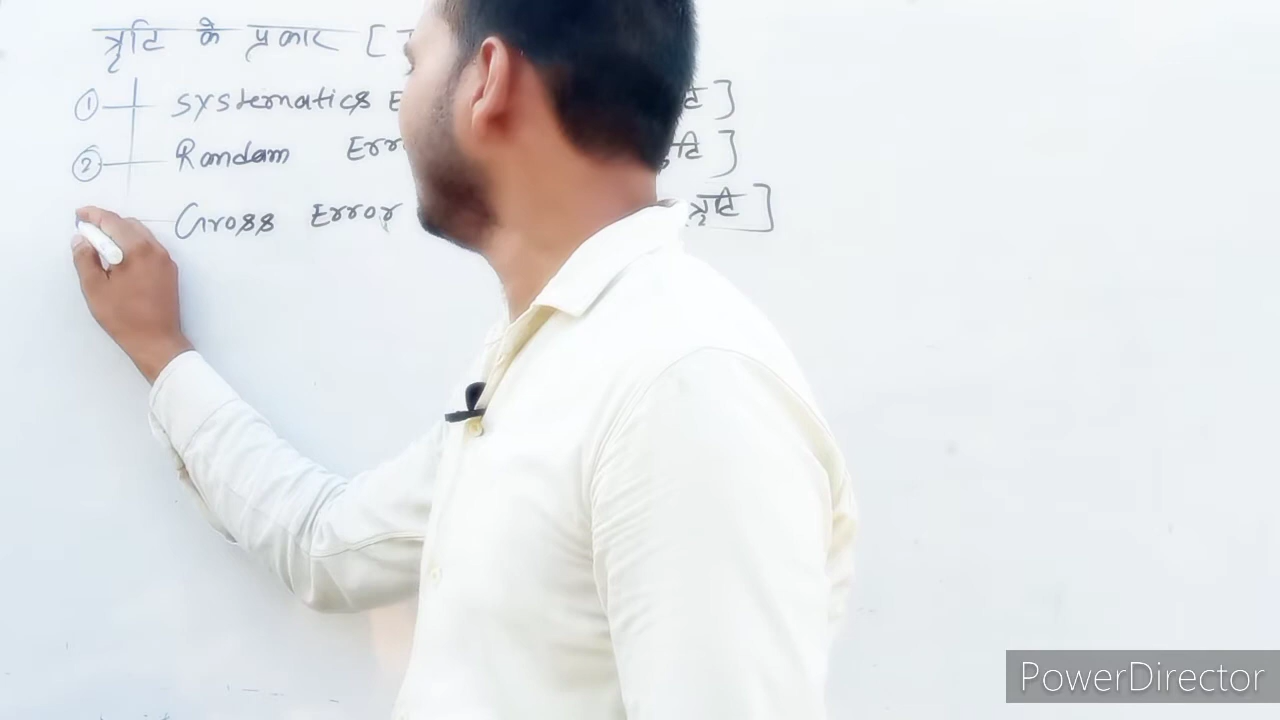 त्रुटि के प्रकार [
① systematics E टि ]
② Random Erro टि ]
Gross Error त्रुटि ]
PowerDirector